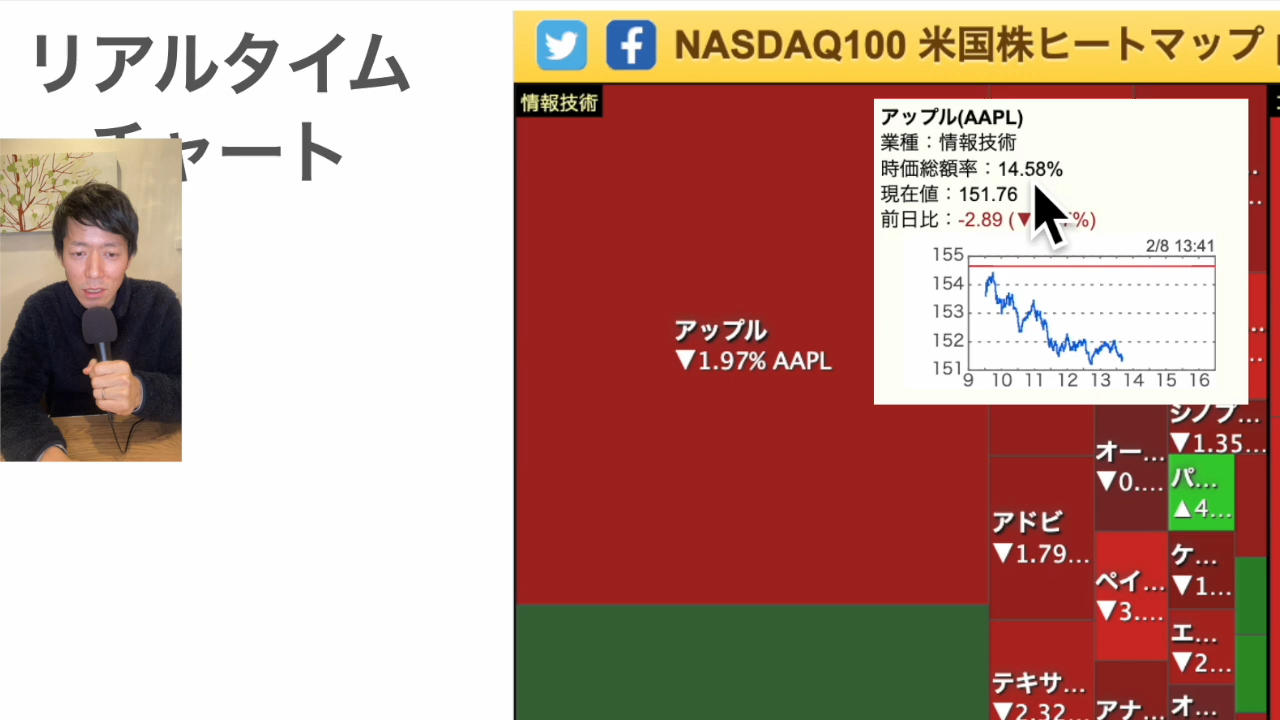 リアルタイム
チャート
NASDAQ100 米国株ヒートマップ
情報技術
アップル(AAPL)
業種：情報技術
時価総額率：14.58%
現在値：151.76
前日比：-2.89 (▼
%)
2/8 13:41
155
154
153
152
151
9 10 11 12 13 14 15 16
アップル
▼1.97% AAPL
アドビ
▼1.79...
テキサ...
▼2.32...
オー...
▼0....
ペイ...
▼3....
アナ...
シノプ...
▼1.35...
パ...
▲4...
ケ...
▼1...
エ...
▼2...
オ...